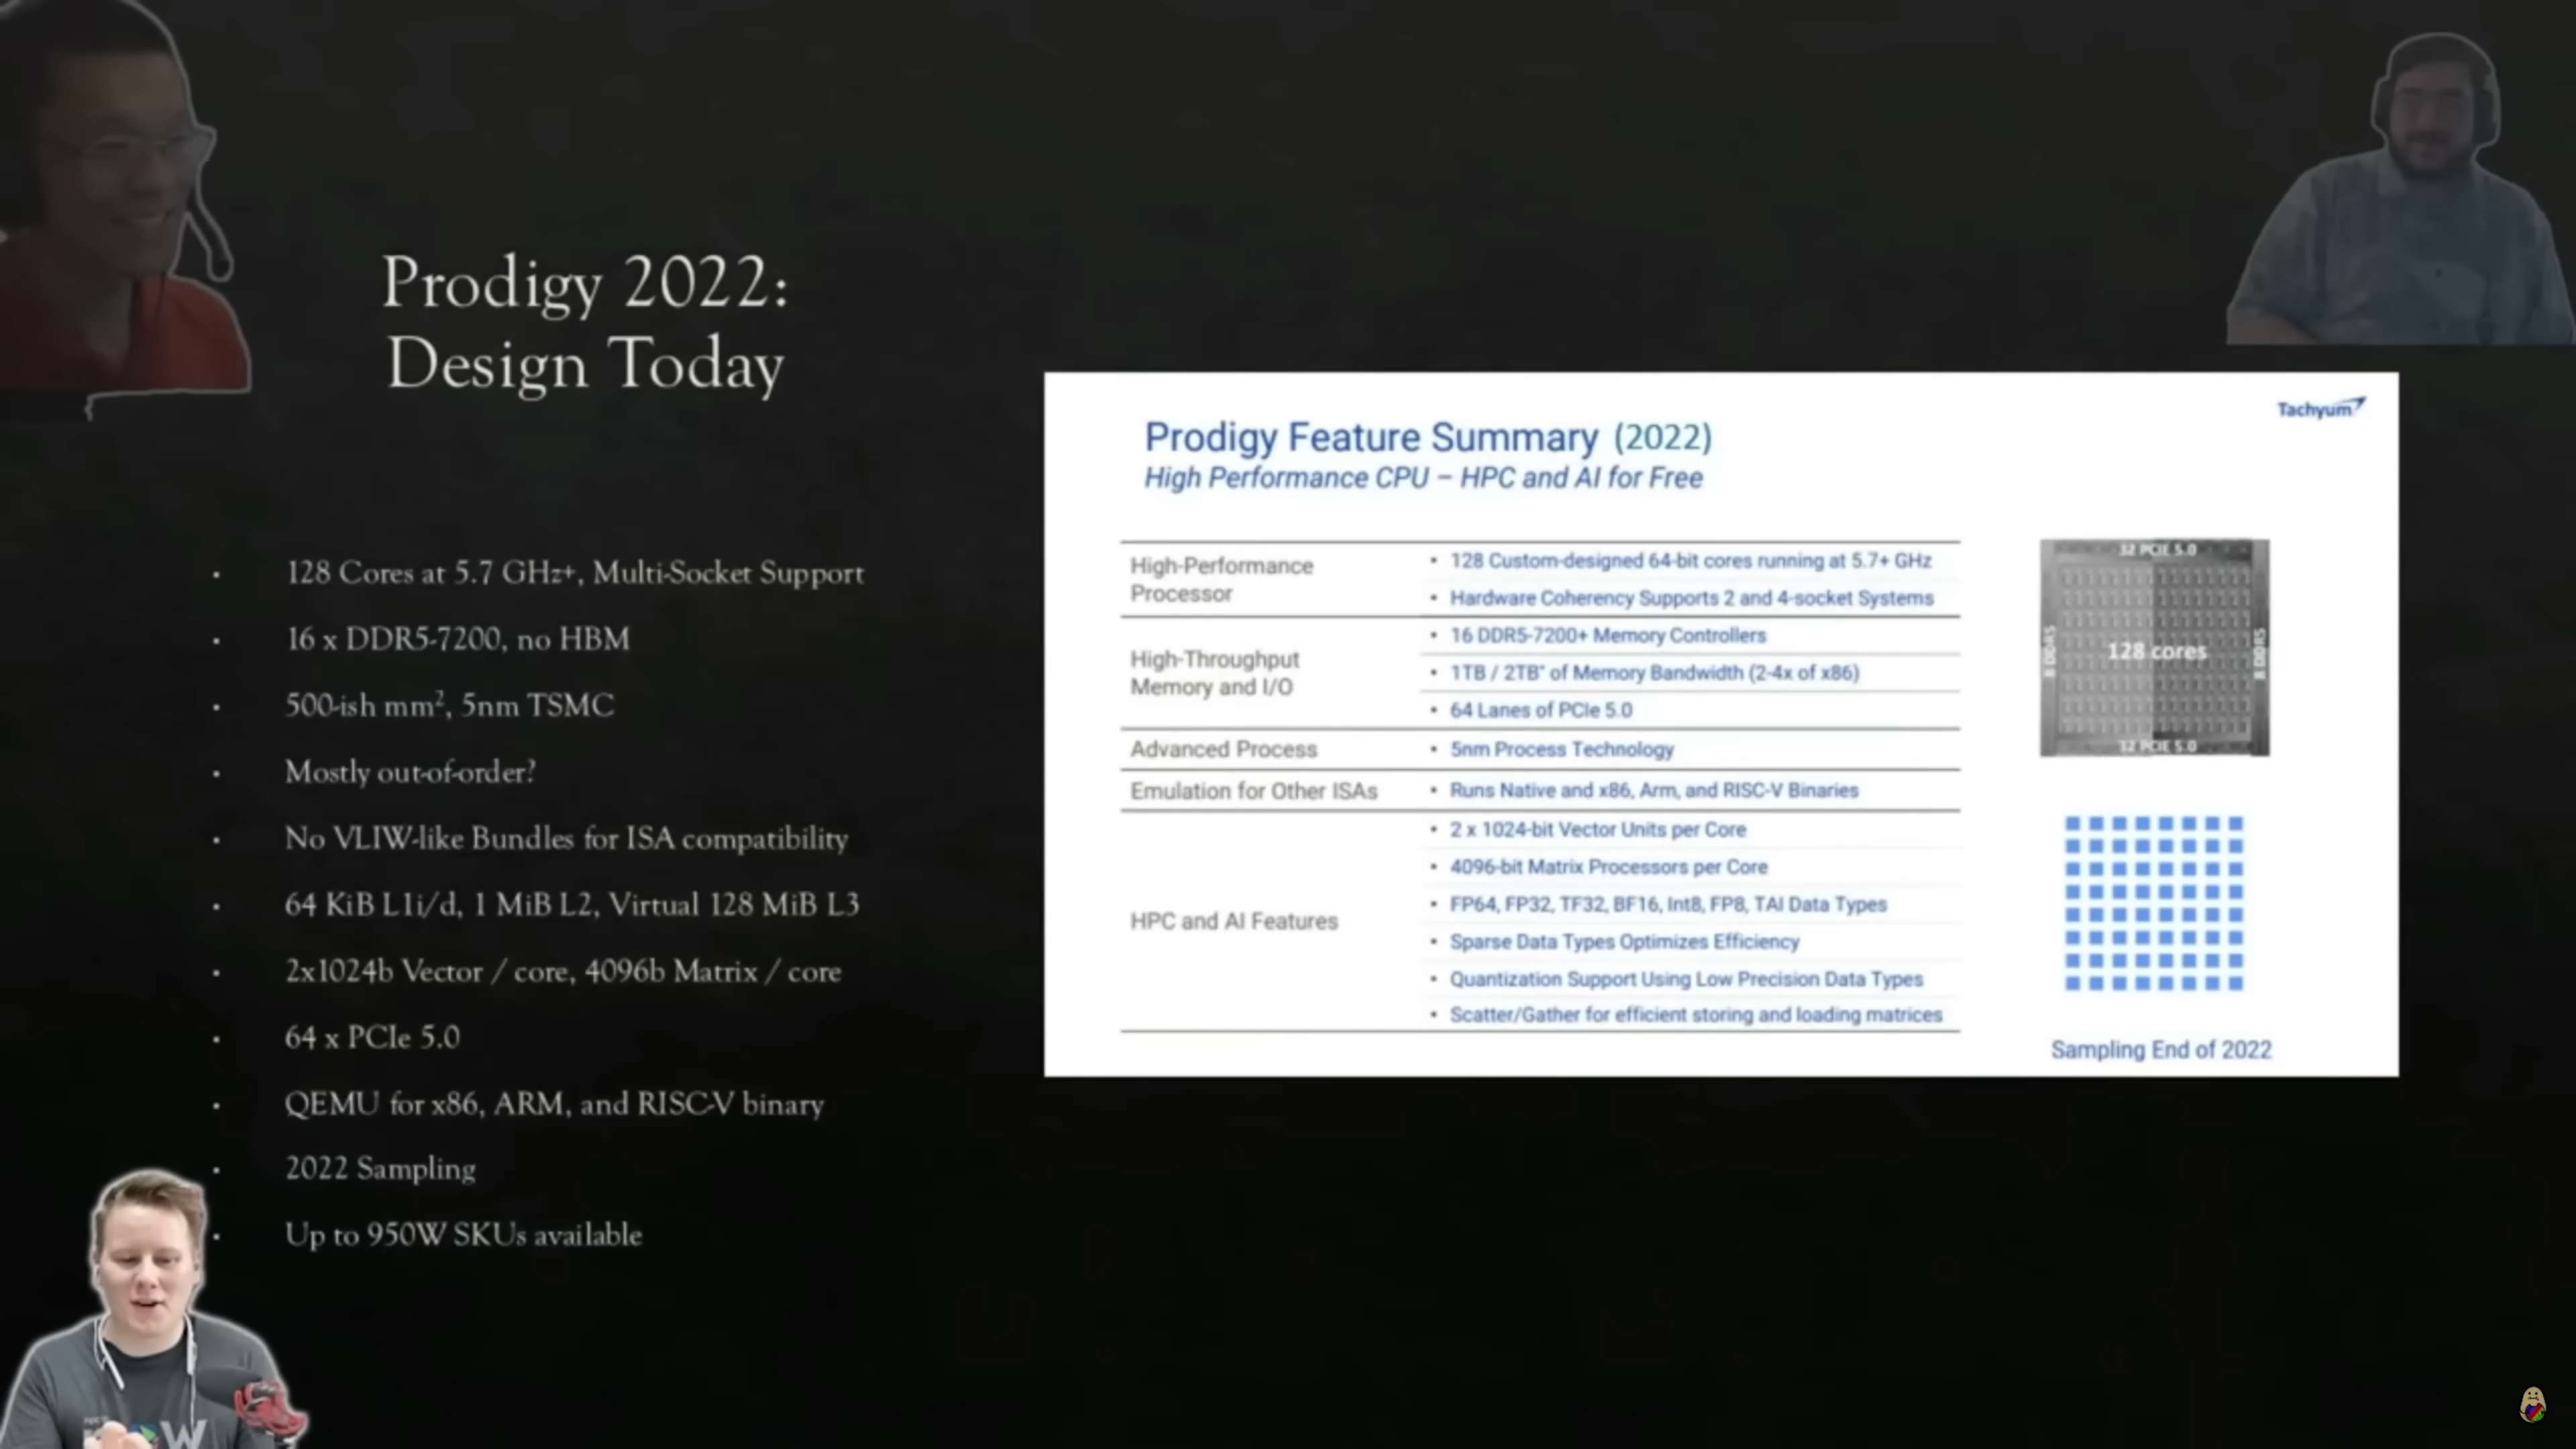 Prodigy 2022:
Design Today
• 128 Cores at 5.7 GHz+, Multi-Socket Support
• 16 x DDR5-7200, no HBM
• 500-ish mm², 5nm TSMC
• Mostly out-of-order?
• No VLIW-like Bundles for ISA compatibility
• 64 KiB L1i/d, 1 MiB L2, Virtual 128 MiB L3
• 2x1024b Vector / core, 4096b Matrix / core
• 64 x PCIe 5.0
• QEMU for x86, ARM, and RISC-V binary
• 2022 Sampling
• Up to 950W SKUs available
Tachyum
Prodigy Feature Summary (2022)
High Performance CPU – HPC and AI for Free
High-Performance
Processor
• 128 Custom-designed 64-bit cores running at 5.7+ GHz
• Hardware Coherency Supports 2 and 4-socket Systems
High-Throughput
Memory and I/O
• 16 DDR5-7200+ Memory Controllers
• 1TB / 2TB* of Memory Bandwidth (2-4x of x86)
• 64 Lanes of PCIe 5.0
Advanced Process
• 5nm Process Technology
Emulation for Other ISAs
• Runs Native and x86, Arm, and RISC-V Binaries
HPC and AI Features
• 2 x 1024-bit Vector Units per Core
• 4096-bit Matrix Processors per Core
• FP64, FP32, TF32, BF16, Int8, FP8, TAI Data Types
• Sparse Data Types Optimizes Efficiency
• Quantization Support Using Low Precision Data Types
• Scatter/Gather for efficient storing and loading matrices
32 PCIE 5.0
8 DDR5
128 cores
8 DDR5
32 PCIE 5.0
Sampling End of 2022
W